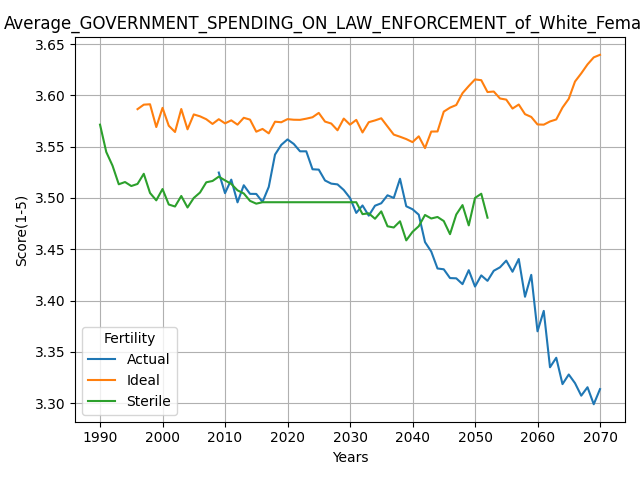 Average_GOVERNMENT_SPENDING_ON_LAW_ENFORCEMENT_of_White_Fema
3.65
3.60
3.55
3.50
3.45
3.40
3.35
3.30
Score(1-5)
Fertility
Actual
Ideal
Sterile
1990 2000 2010 2020 2030 2040 2050 2060 2070
Years